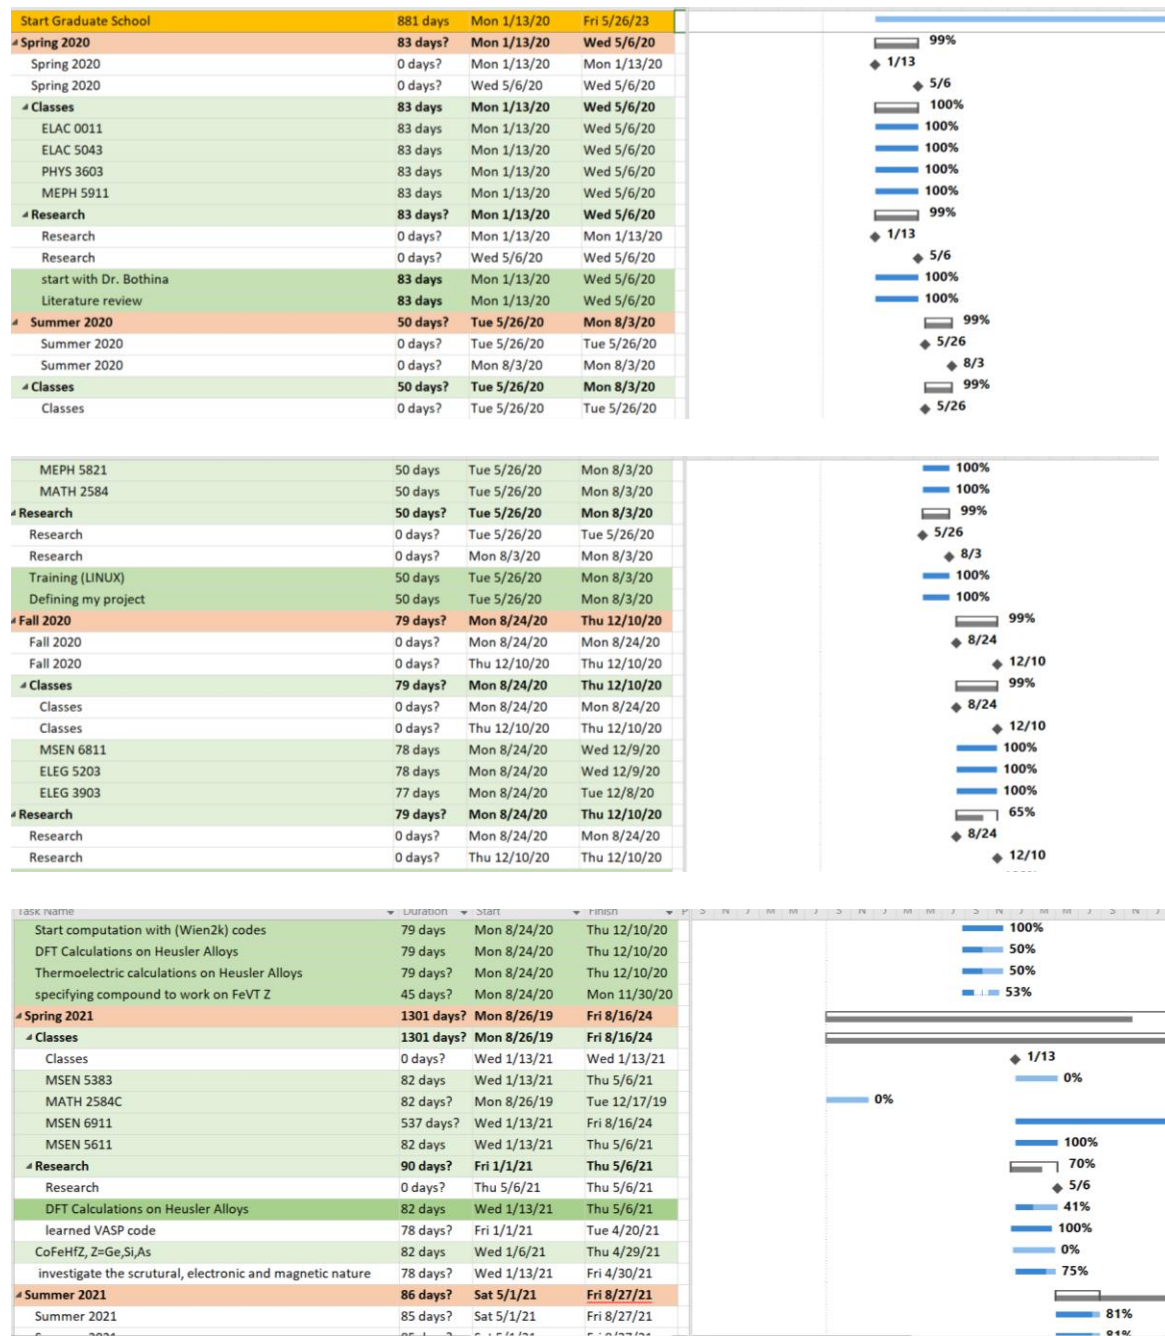 Start Graduate School 881 days Mon 1/13/20 Fri 5/26/23
Spring 2020 83 days? Mon 1/13/20 Wed 5/6/20 99%
Spring 2020 0 days? Mon 1/13/20 Mon 1/13/20 1/13
Spring 2020 0 days? Wed 5/6/20 Wed 5/6/20 5/6
Classes 83 days Mon 1/13/20 Wed 5/6/20 100%
ELAC 0011 83 days Mon 1/13/20 Wed 5/6/20 100%
ELAC 5043 83 days Mon 1/13/20 Wed 5/6/20 100%
PHYS 3603 83 days Mon 1/13/20 Wed 5/6/20 100%
MEPH 5911 83 days Mon 1/13/20 Wed 5/6/20 100%
Research 83 days? Mon 1/13/20 Wed 5/6/20 99%
Research 0 days? Mon 1/13/20 Mon 1/13/20 1/13
Research 0 days? Wed 5/6/20 Wed 5/6/20 5/6
start with Dr. Bothina 83 days Mon 1/13/20 Wed 5/6/20 100%
Literature review 83 days Mon 1/13/20 Wed 5/6/20 100%
Summer 2020 50 days? Tue 5/26/20 Mon 8/3/20 99%
Summer 2020 0 days? Tue 5/26/20 Tue 5/26/20 5/26
Summer 2020 0 days? Mon 8/3/20 Mon 8/3/20 8/3
Classes 50 days? Tue 5/26/20 Mon 8/3/20 99%
Classes 0 days? Tue 5/26/20 Tue 5/26/20 5/26
MEPH 5821 50 days Tue 5/26/20 Mon 8/3/20 100%
MATH 2584 50 days Tue 5/26/20 Mon 8/3/20 100%
Research 50 days? Tue 5/26/20 Mon 8/3/20 99%
Research 0 days? Tue 5/26/20 Tue 5/26/20 5/26
Research 0 days? Mon 8/3/20 Mon 8/3/20 8/3
Training (LINUX) 50 days Tue 5/26/20 Mon 8/3/20 100%
Defining my project 50 days Tue 5/26/20 Mon 8/3/20 100%
Fall 2020 79 days? Mon 8/24/20 Thu 12/10/20 99%
Fall 2020 0 days? Mon 8/24/20 Mon 8/24/20 8/24
Fall 2020 0 days? Thu 12/10/20 Thu 12/10/20 12/10
Classes 79 days? Mon 8/24/20 Thu 12/10/20 99%
Classes 0 days? Mon 8/24/20 Mon 8/24/20 8/24
Classes 0 days? Thu 12/10/20 Thu 12/10/20 12/10
MSEN 6811 78 days Mon 8/24/20 Wed 12/9/20 100%
ELEG 5203 78 days Mon 8/24/20 Wed 12/9/20 100%
ELEG 3903 77 days Mon 8/24/20 Tue 12/8/20 100%
Research 79 days? Mon 8/24/20 Thu 12/10/20 65%
Research 0 days? Mon 8/24/20 Mon 8/24/20 8/24
Research 0 days? Thu 12/10/20 Thu 12/10/20 12/10
Task Name Duration Start Finish P S N J M M J S N J M M J S N J M M J S N J
Start computation with (Wien2k) codes 79 days Mon 8/24/20 Thu 12/10/20 100%
DFT Calculations on Heusler Alloys 79 days? Mon 8/24/20 Thu 12/10/20 50%
Thermoelectric calculations on Heusler Alloys 79 days? Mon 8/24/20 Thu 12/10/20 50%
specifying compound to work on FeVT Z 45 days? Mon 8/24/20 Mon 11/30/20 53%
Spring 2021 1301 days? Mon 8/26/19 Fri 8/16/24
Classes 1301 days? Mon 8/26/19 Fri 8/16/24
Classes 0 days? Wed 1/13/21 Wed 1/13/21 1/13
MSEN 5383 82 days Wed 1/13/21 Thu 5/6/21 0%
MATH 2584C 82 days? Mon 8/26/19 Tue 12/17/19 0%
MSEN 6911 537 days? Wed 1/13/21 Fri 8/16/24
MSEN 5611 82 days Wed 1/13/21 Thu 5/6/21 100%
Research 90 days? Fri 1/1/21 Thu 5/6/21 70%
Research 0 days? Thu 5/6/21 Thu 5/6/21 5/6
DFT Calculations on Heusler Alloys 82 days Wed 1/13/21 Thu 5/6/21 41%
learned VASP code 78 days? Fri 1/1/21 Tue 4/20/21 100%
CoFeHfZ, Z=Ge,Si,As 82 days Wed 1/6/21 Thu 4/29/21 0%
investigate the scrutural, electronic and magnetic nature 78 days? Wed 1/13/21 Fri 4/30/21 75%
Summer 2021 86 days? Sat 5/1/21 Fri 8/27/21
Summer 2021 85 days? Sat 5/1/21 Fri 8/27/21 81%